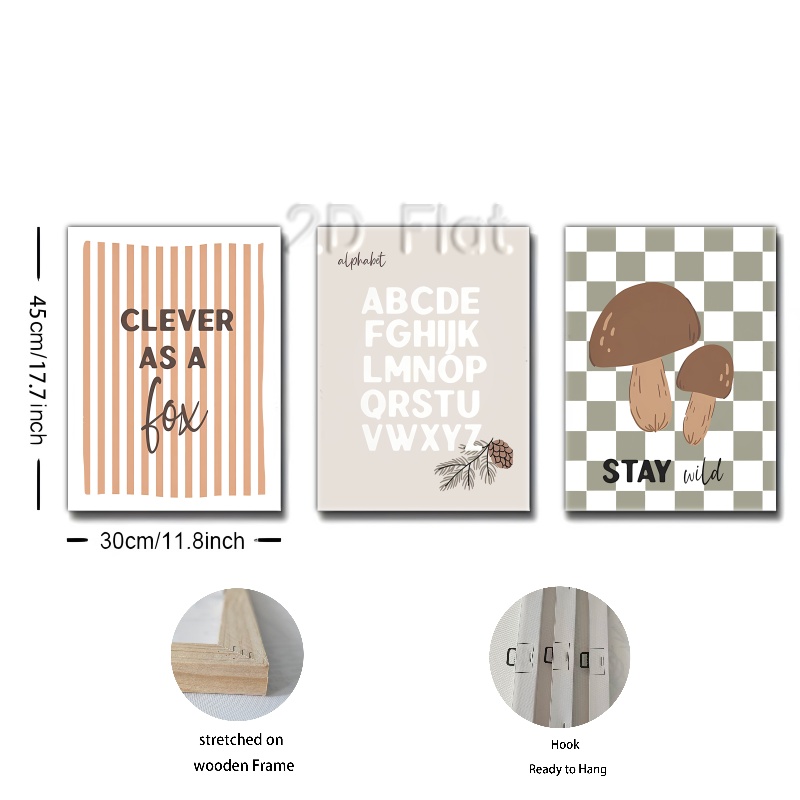 2D Flat
CLEVER
AS A
fox
alphabet
ABCDE
FGHIJK
LMNÓP
QRSTU
VWXYZ
STAY wild
45cm/17.7inch
30cm/11.8inch
stretched on
wooden Frame
Hook
Ready to Hang